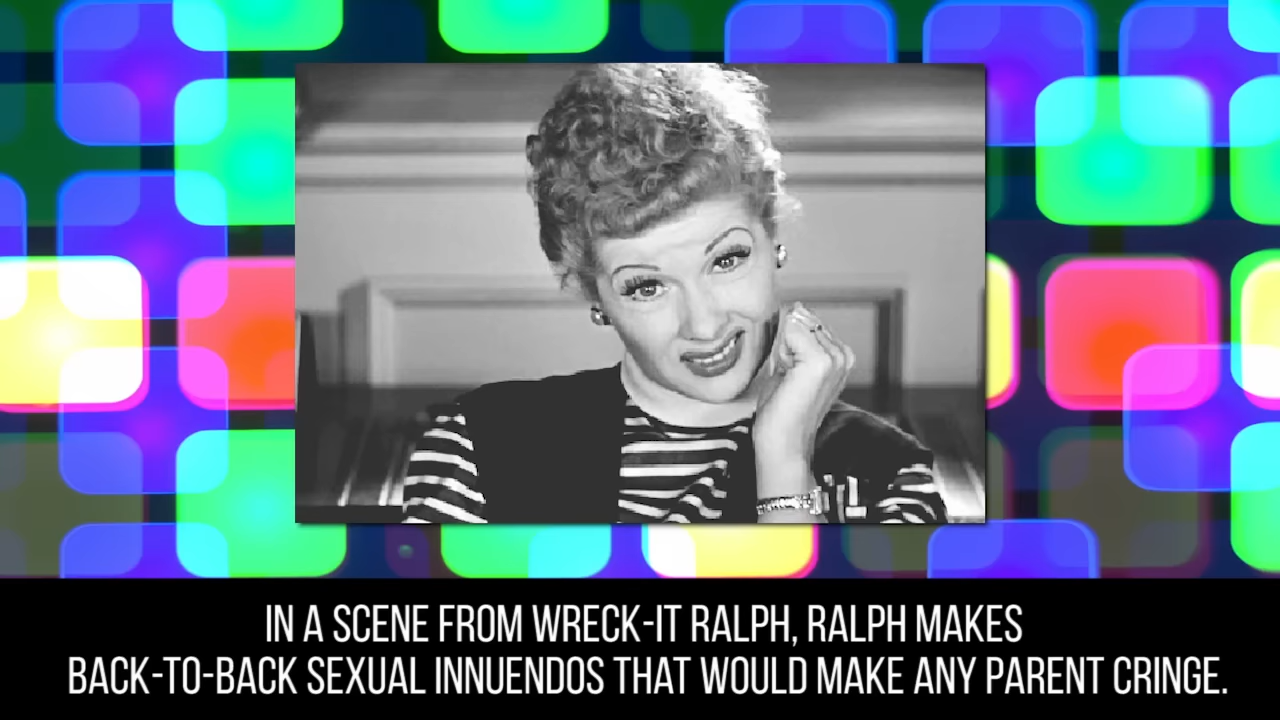 IN A SCENE FROM WRECK-IT RALPH, RALPH MAKES
BACK-TO-BACK SEXUAL INNUENDOS THAT WOULD MAKE ANY PARENT CRINGE.